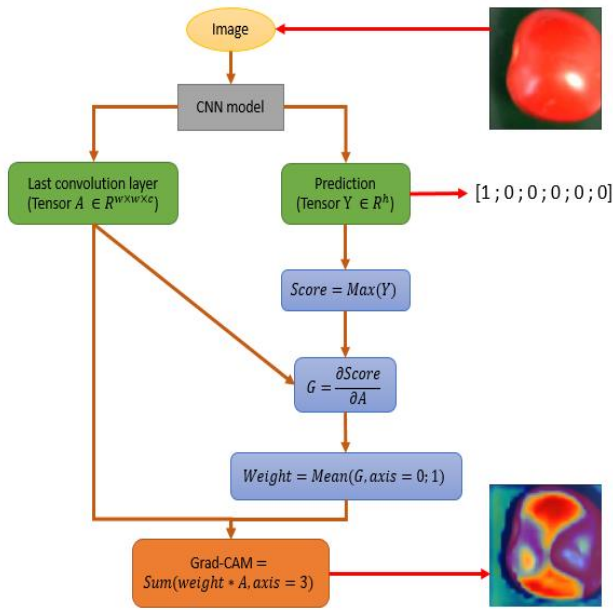 Image
CNN model
Last convolution layer
(Tensor A ∈ R^{w×w×c})
Prediction
(Tensor Y ∈ R^h)
[1 ; 0 ; 0 ; 0 ; 0 ; 0]
Score = Max(Y)
G = ∂Score/∂A
Weight = Mean(G, axis = 0; 1)
Grad-CAM =
Sum(weight * A, axis = 3)